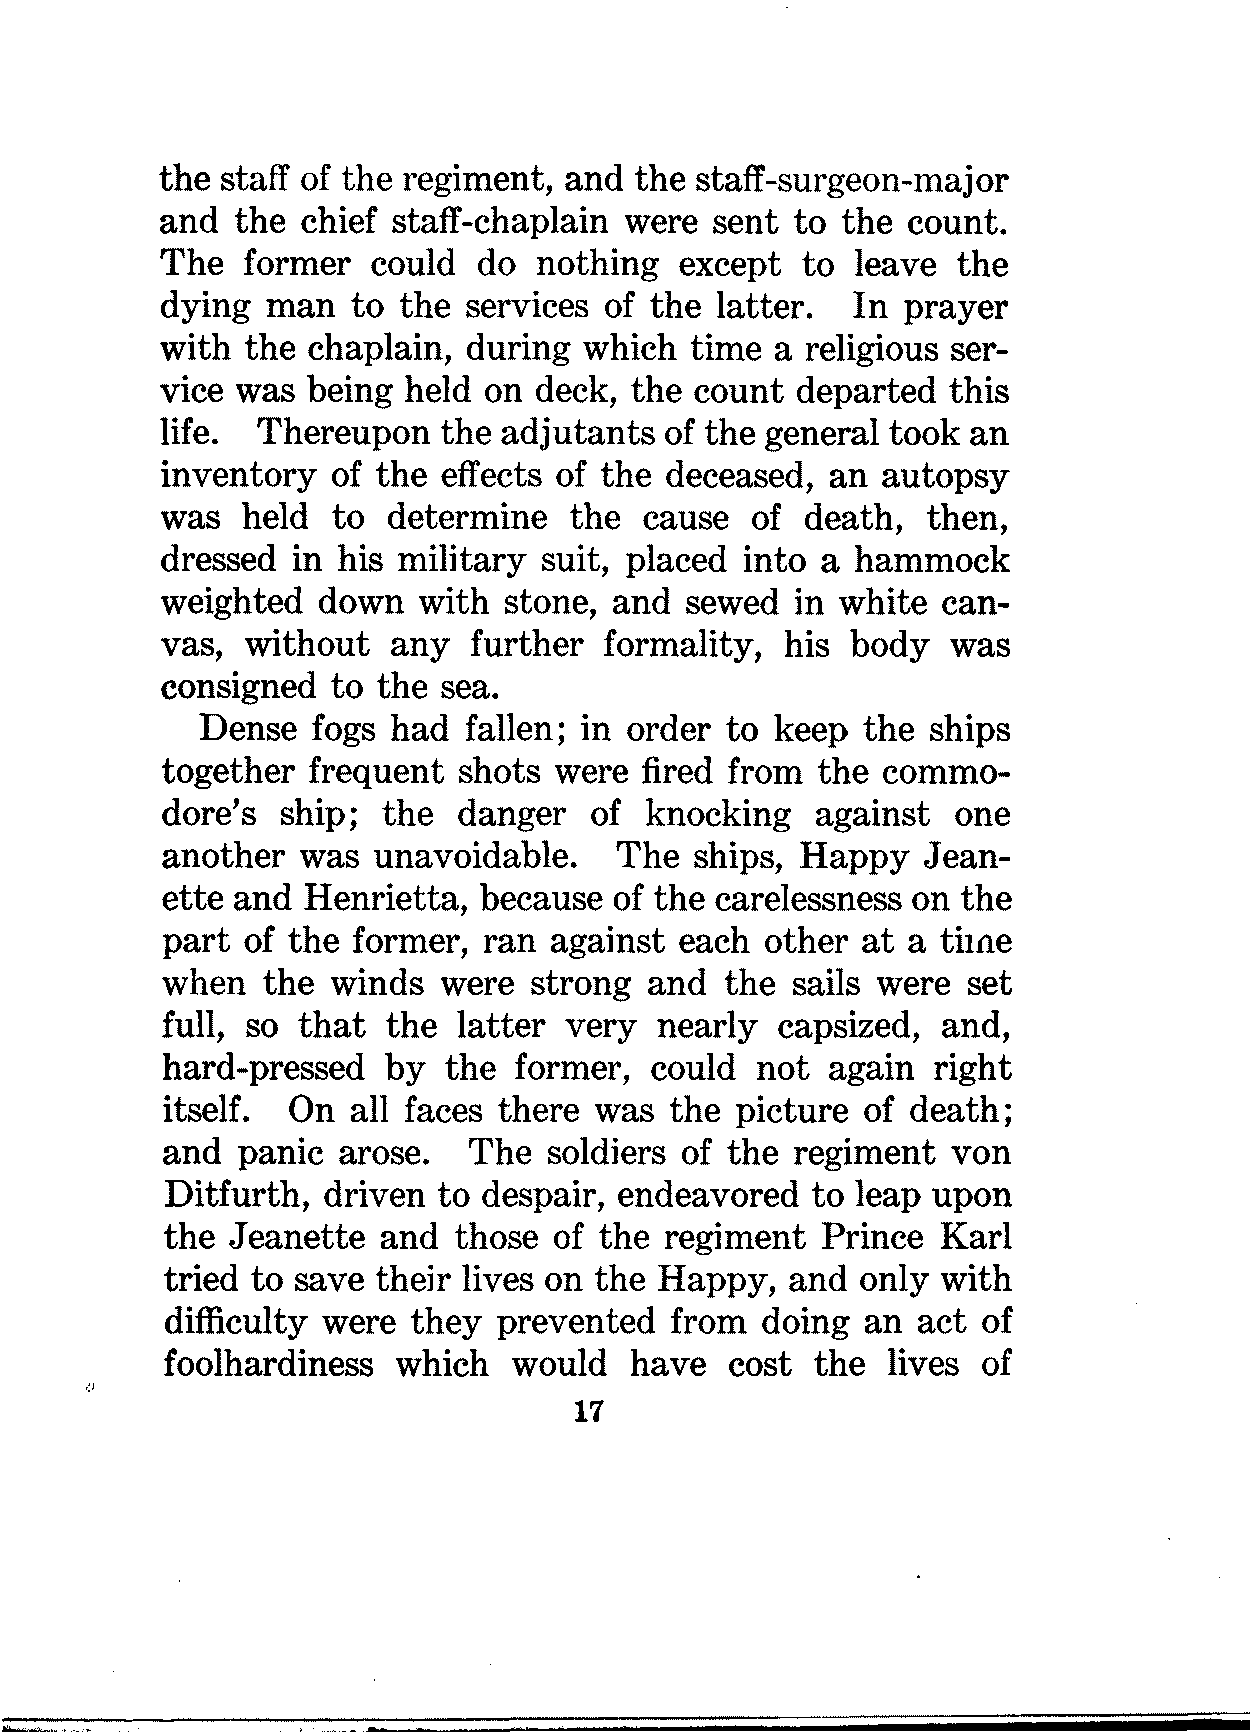 the staff of the regiment, and the staff-surgeon-major
and the chief staff-chaplain were sent to the count.
The former could do nothing except to leave the
dying man to the services of the latter. In prayer
with the chaplain, during which time a religious ser-
vice was being held on deck, the count departed this
life. Thereupon the adjutants of the general took an
inventory of the effects of the deceased, an autopsy
was held to determine the cause of death, then,
dressed in his military suit, placed into a hammock
weighted down with stone, and sewed in white can-
vas, without any further formality, his body was
consigned to the sea.
Dense fogs had fallen; in order to keep the ships
together frequent shots were fired from the commo-
dore's ship; the danger of knocking against one
another was unavoidable. The ships, Happy Jean-
ette and Henrietta, because of the carelessness on the
part of the former, ran against each other at a time
when the winds were strong and the sails were set
full, so that the latter very nearly capsized, and,
hard-pressed by the former, could not again right
itself. On all faces there was the picture of death;
and panic arose. The soldiers of the regiment von
Ditfurth, driven to despair, endeavored to leap upon
the Jeanette and those of the regiment Prince Karl
tried to save their lives on the Happy, and only with
difficulty were they prevented from doing an act of
foolhardiness which would have cost the lives of
17